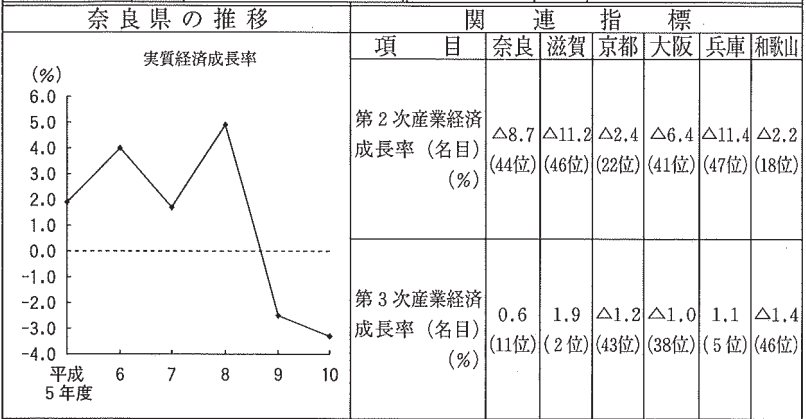 奈良県の推移
実質経済成長率
(%)
6.0
5.0
4.0
3.0
2.0
1.0
0.0
-1.0
-2.0
-3.0
-4.0
平成 6 7 8 9 10
5年度
関連指標
項目 奈良 滋賀 京都 大阪 兵庫 和歌山
第2次産業経済
成長率(名目)
(%)
△8.7 △11.2 △2.4 △6.4 △11.4 △2.2
(44位) (46位) (22位) (41位) (47位) (18位)
第3次産業経済
成長率(名目)
(%)
0.6 1.9 △1.2 △1.0 1.1 △1.4
(11位) (2位) (43位) (38位) (5位) (46位)